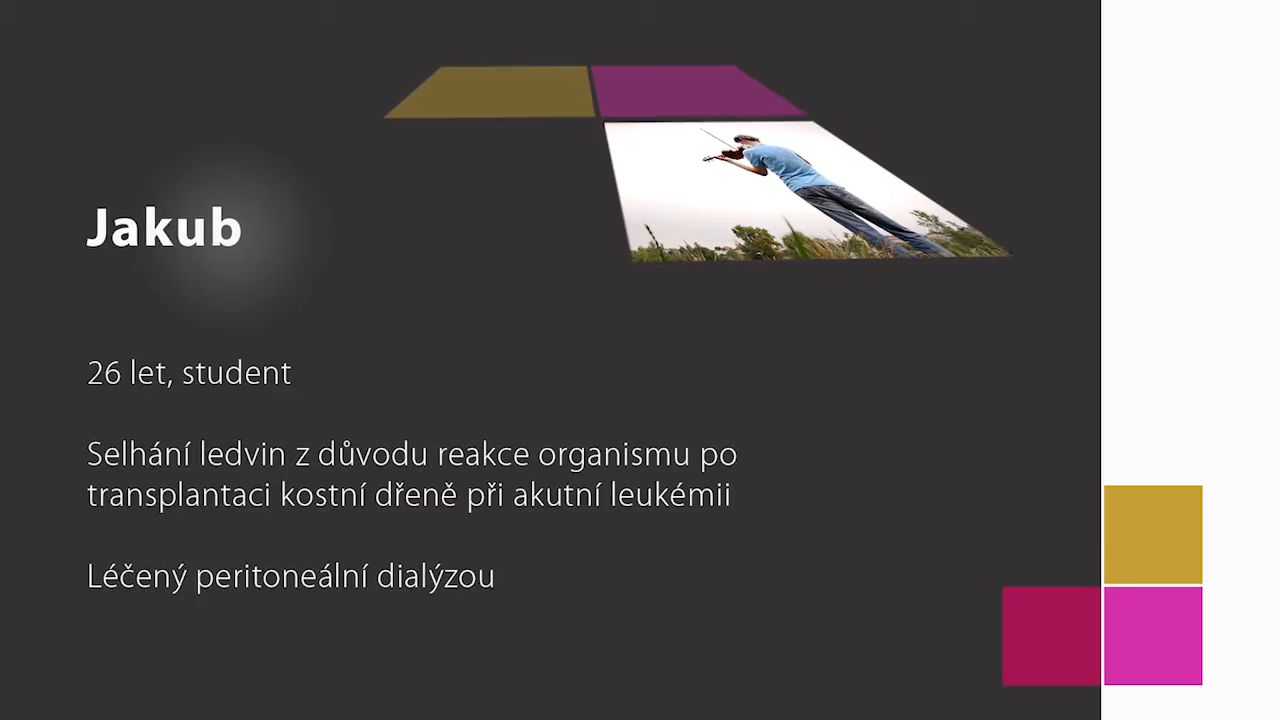 Jakub
26 let, student
Selhání ledvin z důvodu reakce organismu po
transplantaci kostní dřeně při akutní leukémii
Léčený peritoneální dialýzou